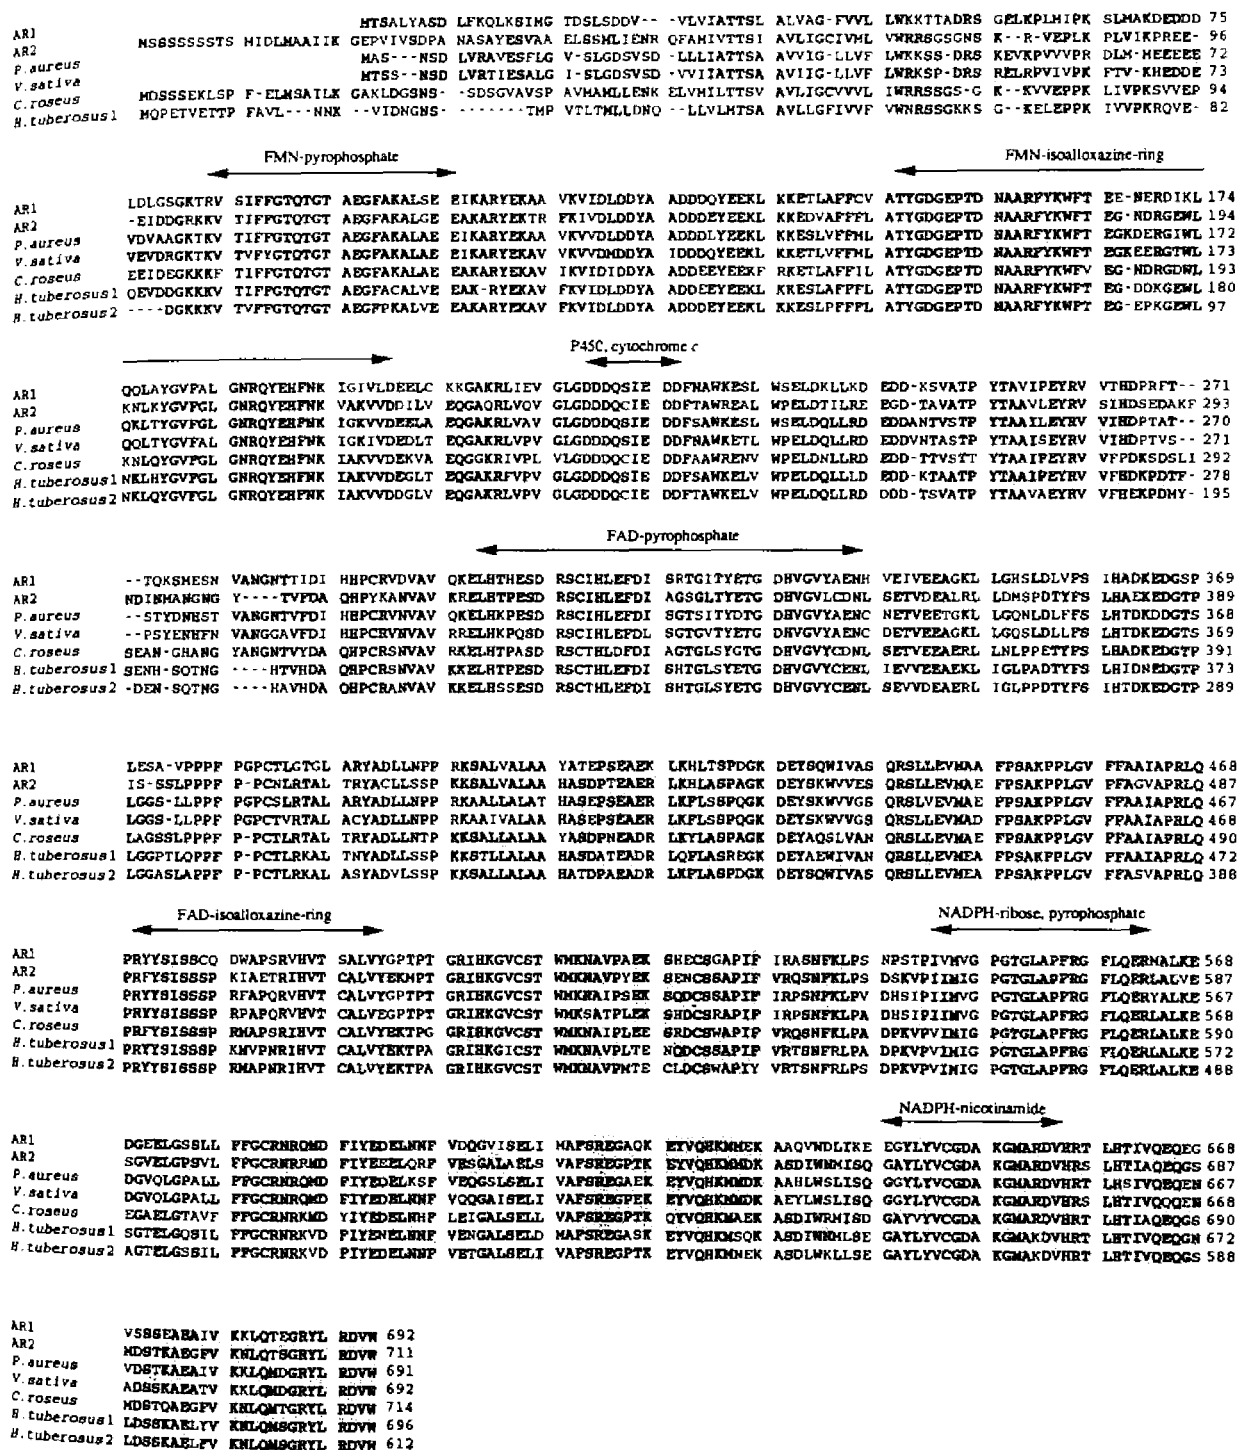 AR1 MTSALYASD LFKQLKSIMG TDSLSDDV-- -VLVIATTSL ALVAG-FVVL LWKKTTADRS GELKPLMIPK SLMAKDEDDD 75
AR2 MSSSSSSSTS MIDLMAAIIK GEPVIVSDPA NASAYESVAA ELSSMLIENR QFAMIVTTSI AVLIGCIVML VWRRSGSGNS K--R-VEPLK PLVIKPREE- 96
P.aureus MAS---NSD LVRAVESFLG V-SLGDSVSD -LLLIATTSA AVVIG-LLVF LWKKSS-DRS KEVKPVVVPR DLM-MEEEEE 72
V.sativa MTSS--NSD LVRTIESALG I-SLGDSVSD -VVIIATTSA AVIIG-LLVF LWRKSP-DRS RELRPVIVPK FTV-KHEDDE 73
C.roseus MDSSSEKLSP F-ELMSAILK GAKLDGSNS- -SDSGVAVSP AVMAMLLENK ELVMILTTSV AVLIGCVVVL IWRRSSGS-G K--KVVEPPK LIVPKSVVEP 94
H.tuberosus1 MQPETVETTP FAVL---NNK --VIDNGNS- ------TMP VTLTMLLDNQ -LLVLMTSA AVLLGFIVVF VWNRSSGKKS G--KELEPPK IVVPKRQVE- 82
FMN-pyrophosphate FMN-isoalloxazine-ring
AR1 LDLGSGKTRV SIFFGTQTGT AEGFAKALSE EIKARYEKAA VKVIDLDDYA ADDDQYEEKL KKETLAFFCV ATYGDGEPTD NAARFYKWFT EE-NERDIKL 174
AR2 -EIDDGRKKV TIFFGTQTGT AEGFAKALGE EAKARYEKTR FKIVDLDDYA ADDDEYEEKL KKEDVAFFFL ATYGDGEPTD NAARFYKWFT EG-NDRGEWL 194
P.aureus VDVAAGKTKV TIFFGTQTGT AEGFAKALAE EIKARYEKAA VKVVDLDDYA ADDDLYEEKL KKESLVFFML ATYGDGEPTD NAARFYKWFT EGKDERGIWL 172
V.sativa VEVDRGKTKV TVFYGTQTGT AEGFAKALAE EIKARYEKAV VKVVDMDDYA IDDDQYEEKL KKETLVFFML ATYGDGEPTD NAARFYKWFT EGKEERGTWL 173
C.roseus EEIDEGKKKF TIFFGTQTGT AEGFAKALAE EAKARYEKAV IKVIDIDDYA ADDEEYEEKF RKETLAFFIL ATYGDGEPTD NAARFYKWFV EG-NDRGDWL 193
H.tuberosus1 QEVDDGKKKV TIFFGTQTGT AEGFACALVE EAK-RYEKAV FKVIDLDDYA ADDEEYEEKL KKESLAFFFL ATYGDGEPTD NAARFYKWFT EG-DDKGEWL 180
H.tuberosus2 ----DGKKKV TVFFGTQTGT AEGFPKALVE EAKARYEKAV FKVIDLDDYA ADDDEYEEKL KKESLPFFFL ATYGDGEPTD NAARFYKWFT EG-EPKGEWL 97
P450, cytochrome c
AR1 QQLAYGVFAL GNRQYEHFNK IGIVLDEELC KKGAKRLIEV GLGDDDQSIE DDFNAWKESL WSELDKLLKD EDD-KSVATP YTAVIPEYRV VTHDPRFT-- 271
AR2 KNLKYGVFGL GNRQYEHFNK VAKVVDDILV EQGAQRLVQV GLGDDDQCIE DDFTAWREAL WPELDTILRE EGD-TAVATP YTAAVLEYRV SIHDSEDAKF 293
P.aureus QKLTYGVFGL GNRQYEHFNK IGKVVDEELA EQGAKRLVAV GLGDDDQSIE DDFSAWKESL WSELDQLLRD EDDANTVSTP YTAAILEYRV VIHDPTAT-- 270
V.sativa QQLTYGVFAL GNRQYEHFNK IGKIVDEDLT EQGAKRLVPV GLGDDDQSIE DDFNAWKETL WPELDQLLRD EDDVNTASTP YTAAISEYRV VIHDPTVS-- 271
C.roseus KNLQYGVFGL GNRQYEHFNK IAKVVDEKVA EQGGKRIVPL VLGDDDQCIE DDFAAWRENV WPELDNLLRD EDD-TTVSTT YTAAIPEYRV VFPDKSDSLI 292
H.tuberosus1 NKLHYGVFGL GNRQYEHFNK IAKVVDEGLT EQGAKRFVPV GLGDDDQSIE DDFSAWKELV WPELDQLLLD EDD-KTAATP YTAAIPEYRV VFHDKPDTF- 278
H.tuberosus2 NKLQYGVFGL GNRQYEHFNK IAKVVDDGLV EQGAKRLVPV GLGDDDQCIE DDFTAWKELV WPELDQLLRD DDD-TSVATP YTAAVAEYRV VFHEKPDMY- 195
FAD-pyrophosphate
AR1 --TQKSMESN VANGNTTIDI HHPCRVDVAV QKELHTHESD RSCIHLEFDI SRTGITYETG DHVGVYAENH VEIVEEAGKL LGHSLDLVFS IHADKEDGSP 369
AR2 NDINMANGNG Y----TVFDA QHPYKANVAV KRELHTPESD RSCIHLEFDI AGSGLTYETG DHVGVLCDNL SETVDEALRL LDMSPDTYFS LHAEKEDGTP 389
P.aureus --STYDNHST VANGNTVFDI HHPCRVNVAV QKELHKPESD RSCIHLEFDI SGTSITYDTG DHVGVYAENC NETVEETGKL LGQNLDLFFS LHTDKDDGTS 368
V.sativa --PSYENHFN VANGGAVFDI HHPCRVNVAV RRELHKPQSD RSCIHLEFDL SGTGVTYETG DHVGVYADNC DETVEEAGKL LGQSLDLLFS LHTDKEDGTS 369
C.roseus SEAN-GHANG YANGNTVYDA QHPCRSNVAV RKELHTPASD RSCTHLDFDI AGTGLSYGTG DHVGVYCDNL SETVEEAERL LNLPPETYFS LHADKEDGTP 391
H.tuberosus1 SENH-SQTNG ----HTVHDA QHPCRSNVAV KKELHTPESD RSCTHLEFDI SHTGLSYETG DHVGVYCENL IEVVEEAEKL IGLPADTYFS LHIDNEDGTP 373
H.tuberosus2 -DEN-SQTNG ----HAVHDA QHPCRANVAV KKELHSSESD RSCTHLEFDI SHTGLSYETG DHVGVYCENL SEVVDEAERL IGLPPDTYFS IHTDKEDGTP 289
AR1 LESA-VPPPF PGPCTLGTGL ARYADLLNPP RKSALVALAA YATEPSEAEK LKHLTSPDGK DEYSQWIVAS QRSLLEVMAA FPSAKPPLGV FFAAIAPRLQ 468
AR2 IS-SSLPPPF P-PCNLRTAL TRYACLLSSP KKSALVALAA HASDPTEAER LKHLASPAGK DEYSKWVVES QRSLLEVMAE FPSAKPPLGV FFAGVAPRLQ 487
P.aureus LGGS-LLPPF PGPCSLRTAL ARYADLLNPP RKAALLALAT HASEPSEAER LKFLSSPQGK DEYSKWVVGS QRSLVEVMAE FPSAKPPLGV FFAAIAPRLQ 467
V.sativa LGGS-LLPPF PGPCTVRTAL ACYADLLNPP RKAAIVALAA HASEPSEAER LKFLSSPQGK DEYSKWVVGS QRSLLEVMAD FPSAKPPLGV FFAAIAPRLQ 468
C.roseus LAGSSLPPPF P-PCTLRTAL TRYADLLNTP KKSALLALAA YASDPNEADR LKYLASPAGK DEYAQSLVAN QRSLLEVMAE FPSAKPPLGV FFAAIAPRLQ 490
H.tuberosus1 LGGPTLQPPF P-PCTLRKAL TNYADLLSSP KKSTLLALAA HASDATEADR LQFLASREGK DEYAEWIVAN QRSLLEVMEA FPSAKPPLGV FFAAIAPRLQ 472
H.tuberosus2 LGGASLAPPF P-PCTLRKAL ASYADVLSSP KKSALLALAA HATDPAEADR LKFLASPDGK DEYSQWIVAS QRSLLEVMEA FPSAKPPLGV FFASVAPRLQ 388
FAD-isoalloxazine-ring NADPH-ribose, pyrophosphate
AR1 PRYYSISSCQ DWAPSRVHVT SALVYGPTPT GRIHKGVCST WMKNAVPAEK SHECSGAPIF IRASNFKLPS NPSTPIVMVG PGTGLAPFRG FLQERMALKE 568
AR2 PRFYSISSSP KIAETRIHVT CALVYEKMPT GRIHKGVCST WMKNAVPYEK SENCSSAPIF VRQSNFKLPS DSKVPIIMIG PGTGLAPFRG FLQERLALVE 587
P.aureus PRYYSISSSP RFAPQRVHVT CALVYGPTPT GRIHKGVCST WMKNAIPSEK SQDCSSAPIF IRPSNFKLPV DHSIPIIMVG PGTGLAPFRG FLQERYALKE 567
V.sativa PRYYSISSSP RPAPQRVHVT CALVEGPTPT GRIHKGVCST WMKSATPLEK SHDCSRAPIF IRPSNFKLPA DHSIPIIMVG PGTGLAPFRG FLQERLALKE 568
C.roseus PRFYSISSSP RMAPSRIHVT CALVYEKTPG GRIHKGVCST WMKNAIPLEE SRDCSWAPIF VRQSNFKLPA DPKVPVIMIG PGTGLAPFRG FLQERLALKE 590
H.tuberosus1 PRYYSISSSP KMVPNRIHVT CALVYEKTPA GRIHKGICST WMKNAVPLTE NQDCSSAPIF VRTSNFRLPA DPKVPVIMIG PGTGLAPFRG FLQERLALKE 572
H.tuberosus2 PRYYSISSSP RMAPNRIHVT CALVYEKTPA GRIHKGVCST WMKNAVPMTE CLDCSWAPIY VRTSNFRLPS DPKVPVIMIG PGTGLAPFRG FLQERLALKE 488
NADPH-nicotinamide
AR1 DGEELGSSLL FFGCRNRQMD FIYEDELNNF VDQGVISELI MAFSREGAQK EYVQHKMMEK AAQVWDLIKE EGYLYVCGDA KGMARDVHRT LHTIVQEQEG 668
AR2 SGVELGPSVL FFGCRNRRMD FIYEEELQRF VESGALAELS VAFSREGPTK EYVQHKMMDK ASDIWNMISQ GAYLYVCGDA KGMARDVHRS LHTIAQEQGS 687
P.aureus DGVQLGPALL FFGCRNRQMD FIYEDELKSF VEQGSLSELI VAFSREGAEK EYVQHKMMDK AAHLWSLISQ GGYLYVCGDA KGMARDVHRT LHSIVQEQEN 667
V.sativa DGVQLGPALL FFGCRNRQMD FIYEDELNNF VQQGAISELI VAFSREGPEK EYVQHKMMDK AEYLWSLISQ GGYLYVCGDA KGMARDVHRS LHTIVQQQEN 668
C.roseus EGAELGTAVF FFGCRNRKMD YIYEDELNHF LEIGALSELL VAFSREGPTK QYVQHKMAEK ASDIWRMISD GAYVYVCGDA KGMARDVHRT LHTIAQEQGS 690
H.tuberosus1 SGTELGQSIL FFGCRNRKVD FIYENELNNF VENGALSELD MAFSREGASK EYVQHKMSQK ASDIWNMLSE GAYLYVCGDA KGMAKDVHRT LHTIVQEQGN 672
H.tuberosus2 AGTELGSSIL FFGCRNRKVD FIYEDELNNF VETGALSELI VAFSREGPTK EYVQHKMNEK ASDLWKLLSE GAYLYVCGDA KGMAKDVHRT LHTIVQEQGS 588
AR1 VSSSEAEAIV KKLQTEGRYL RDVW 692
AR2 MDSTKAEGFV KNLQTSGRYL RDVW 711
P.aureus VDSTKAEAIV KKLQMDGRYL RDVW 691
V.sativa ADSSKAEATV KKLQMDGRYL RDVW 692
C.roseus MDSTQAEGFV KNLQMTGRYL RDVW 714
H.tuberosus1 LDSSKAELYV KNLQMSGRYL RDVW 696
H.tuberosus2 LDSSKAELFV KNLQMSGRYL RDVW 612